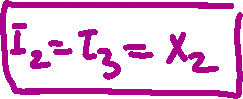 I₂ = I₃ = X₂